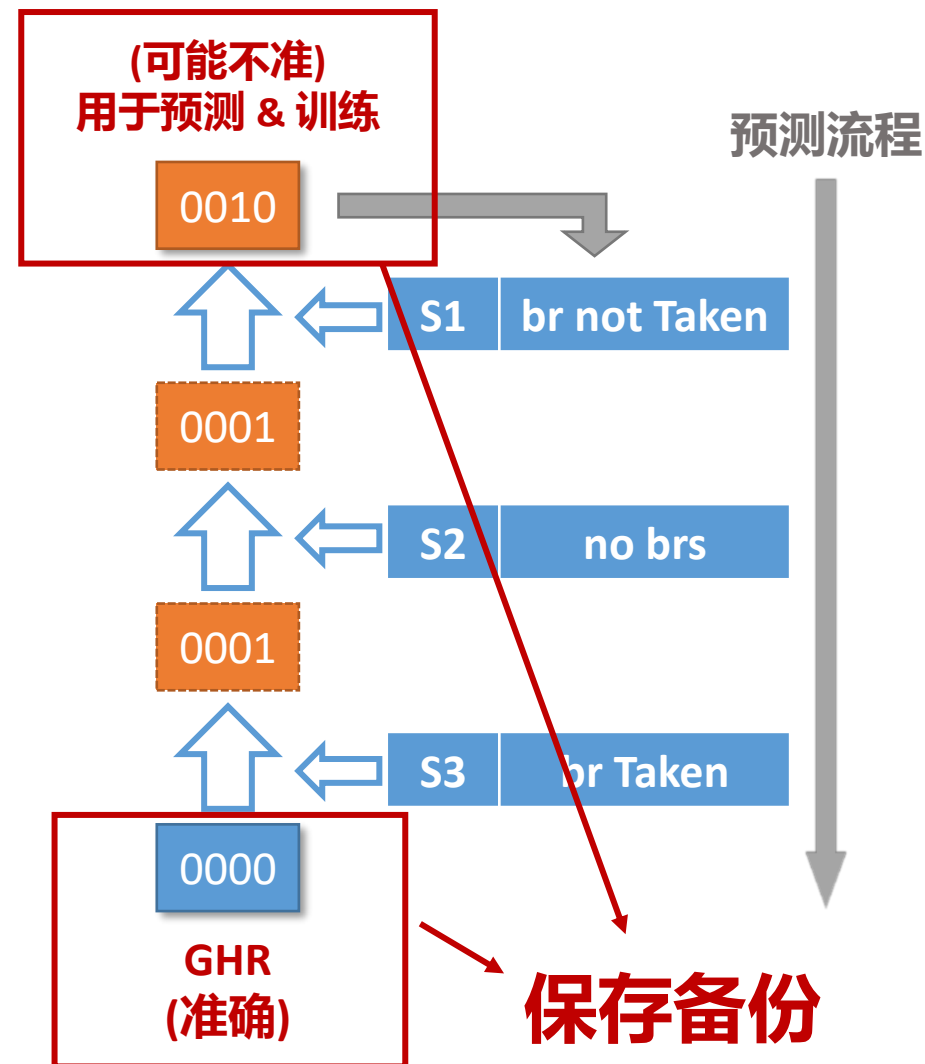 (可能不准)
用于预测 & 训练
预测流程
0010
S1 br not Taken
0001
S2 no brs
0001
S3 br Taken
0000
GHR
(准确)
保存备份